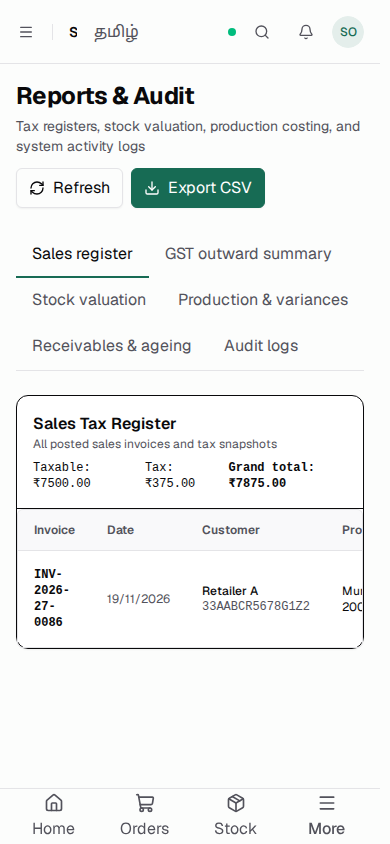 S தமிழ் SO
Reports & Audit
Tax registers, stock valuation, production costing, and
system activity logs
Refresh Export CSV
Sales register GST outward summary
Stock valuation Production & variances
Receivables & ageing Audit logs
Sales Tax Register
All posted sales invoices and tax snapshots
Taxable: Tax: Grand total:
₹7500.00 ₹375.00 ₹7875.00
Invoice Date Customer
INV-
2026-
27-
0086
19/11/2026
Retailer A
33AABCR5678G1Z2
Home Orders Stock More